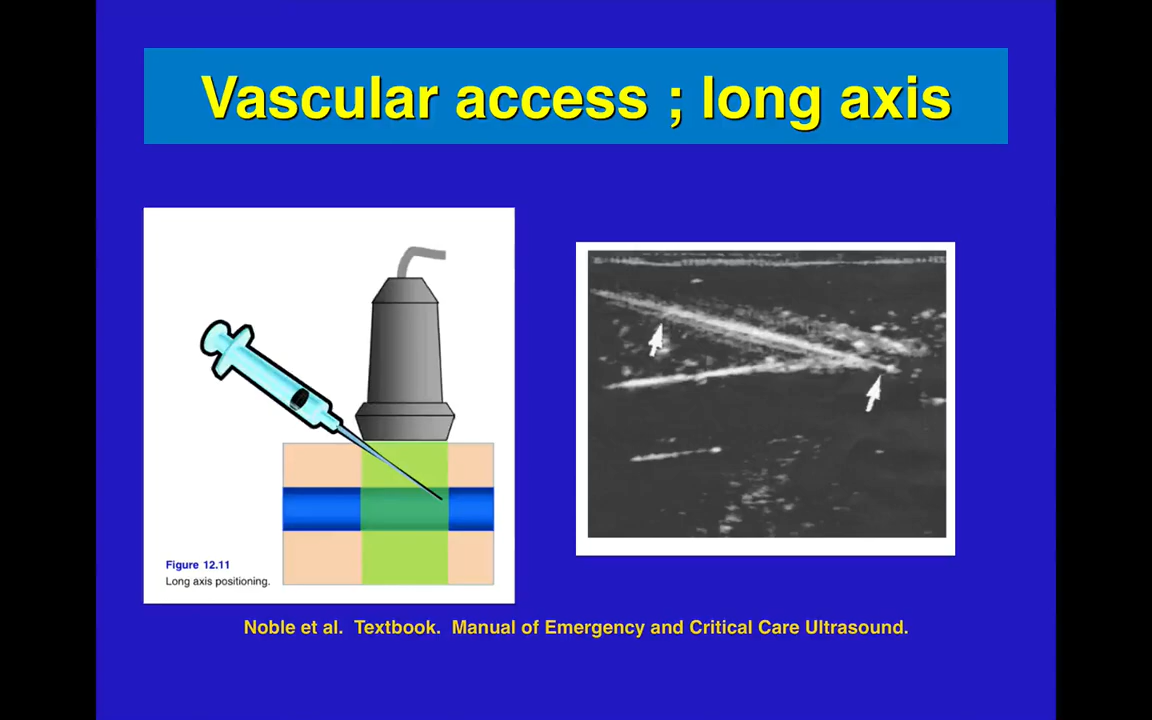 Vascular access ; long axis
Figure 12.11
Long axis positioning.
Noble et al.  Textbook.  Manual of Emergency and Critical Care Ultrasound.